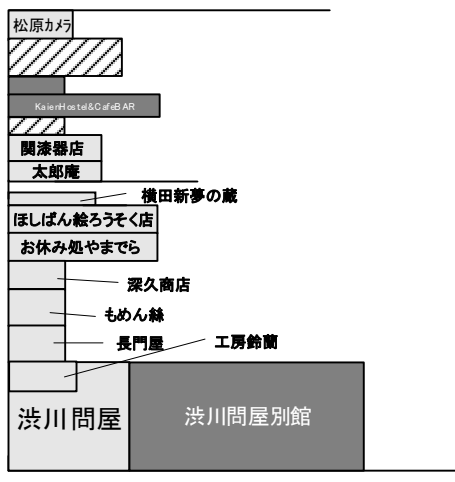 松原カメラ
KaienHostel&CafeBAR
関漆器店
太郎庵
横田新夢の蔵
ほしばん絵ろうそく店
お休み処やまでら
深久商店
もめん絲
長門屋
工房鈴蘭
渋川問屋
渋川問屋別館